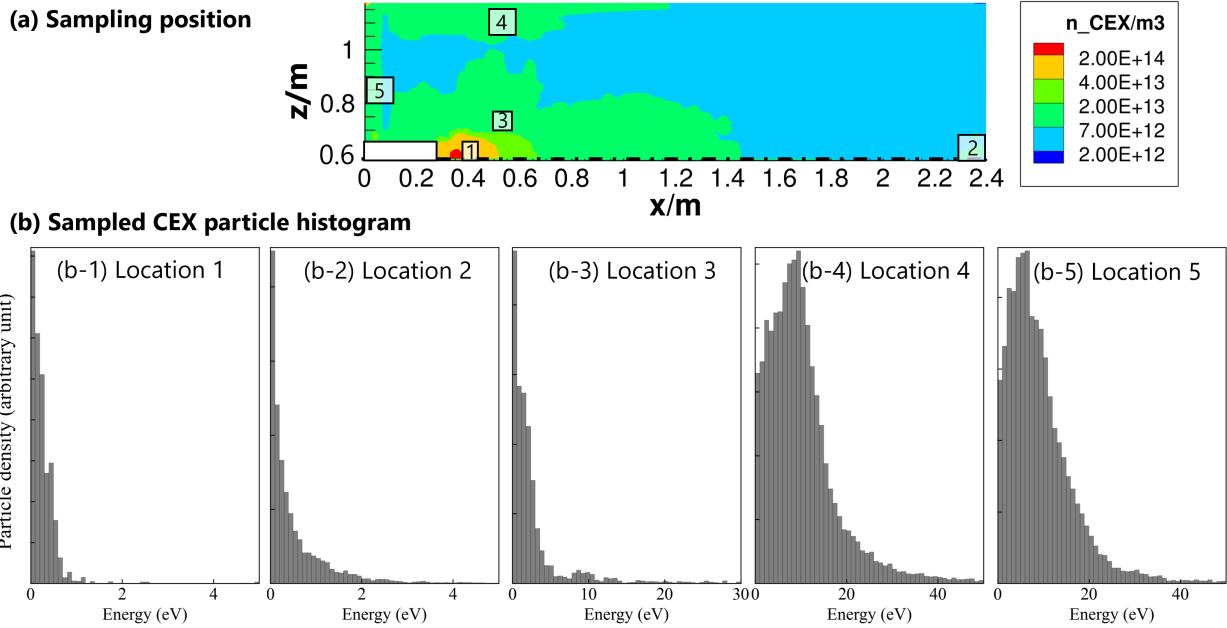 (a) Sampling position
z/m
1
0.8
0.6
4
5
3
1
2
0 0.2 0.4 0.6 0.8 1 1.2 1.4 1.6 1.8 2 2.2 2.4
x/m
n_CEX/m3
2.00E+14
4.00E+13
2.00E+13
7.00E+12
2.00E+12
(b) Sampled CEX particle histogram
Particle density (arbitrary unit)
(b-1) Location 1
0 2 4
Energy (eV)
(b-2) Location 2
0 2 4
Energy (eV)
(b-3) Location 3
0 10 20 30
Energy (eV)
(b-4) Location 4
0 20 40
Energy (eV)
(b-5) Location 5
0 20 40
Energy (eV)